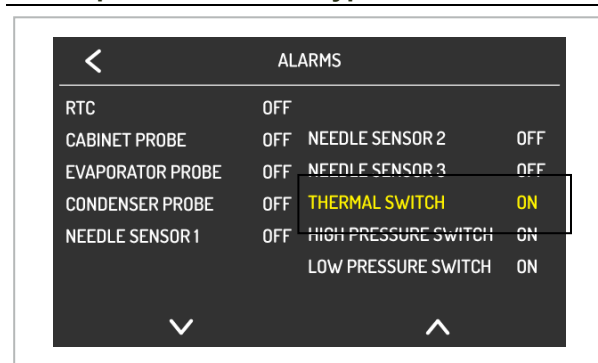 ALARMS
RTC OFF
CABINET PROBE OFF NEEDLE SENSOR 2 OFF
EVAPORATOR PROBE OFF NEEDLE SENSOR 3 OFF
CONDENSER PROBE OFF THERMAL SWITCH ON
NEEDLE SENSOR 1 OFF HIGH PRESSURE SWITCH ON
LOW PRESSURE SWITCH ON